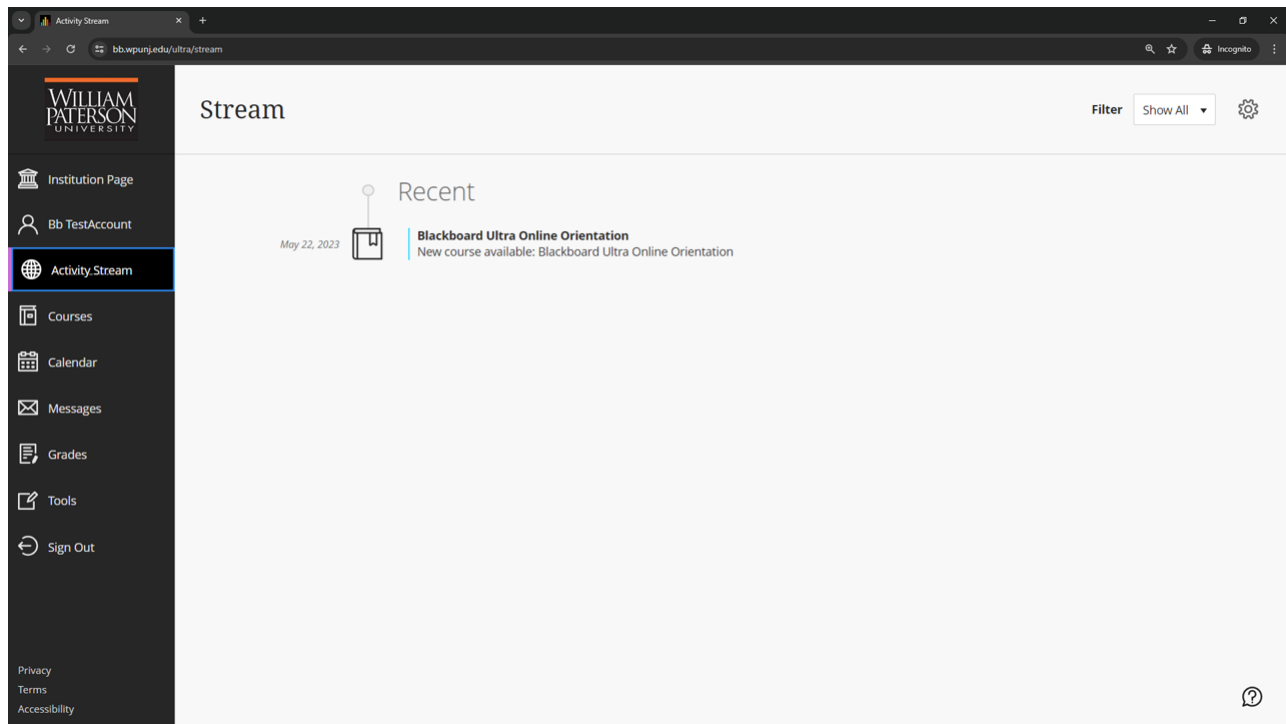 Activity Stream
bb.wpunj.edu/ultra/stream
Incognito
WILLIAM
PATERSON
UNIVERSITY
Institution Page
Bb TestAccount
Activity Stream
Courses
Calendar
Messages
Grades
Tools
Sign Out
Privacy
Terms
Accessibility
Stream
Filter Show All
Recent
May 22, 2023
Blackboard Ultra Online Orientation
New course available: Blackboard Ultra Online Orientation